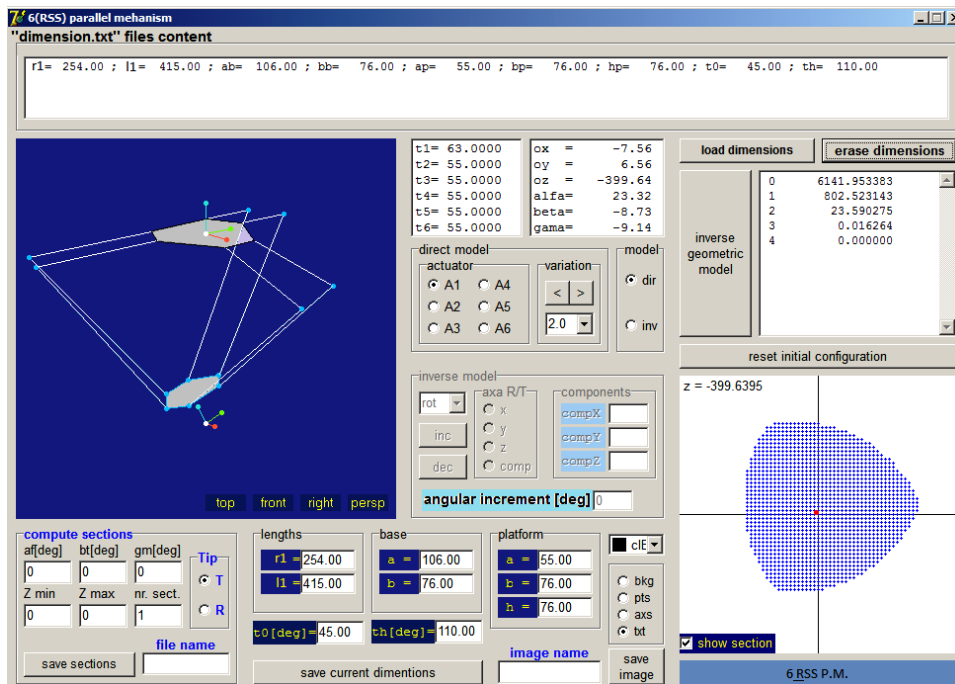 6(RSS) parallel mehanism
"dimension.txt" files content
r1= 254.00 ; l1= 415.00 ; ab= 106.00 ; bb= 76.00 ; ap= 55.00 ; bp= 76.00 ; hp= 76.00 ; t0= 45.00 ; th= 110.00
t1= 63.0000
t2= 55.0000
t3= 55.0000
t4= 55.0000
t5= 55.0000
t6= 55.0000
ox = -7.56
oy = 6.56
oz = -399.64
alfa= 23.32
beta= -8.73
gama= -9.14
load dimensions
erase dimensions
inverse
geometric
model
0 6141.953383
1 802.523143
2 23.590275
3 0.016264
4 0.000000
direct model
actuator
A1 A4
A2 A5
A3 A6
variation
< >
2.0
model
dir
inv
reset initial configuration
inverse model
rot
inc
dec
axa R/T
x
y
z
comp
components
compX
compY
compZ
angular increment [deg] 0
z = -399.6395
show section
6 RSS P.M.
top front right persp
compute sections
af[deg] bt[deg] gm[deg]
0 0 0
Z min Z max nr. sect.
0 0 1
Tip
T
R
save sections
file name
lengths
r1 = 254.00
l1 = 415.00
base
a = 106.00
b = 76.00
platform
a = 55.00
b = 76.00
h = 76.00
t0[deg]= 45.00
th[deg]= 110.00
save current dimentions
image name
clE
bkg
pts
axs
txt
save
image